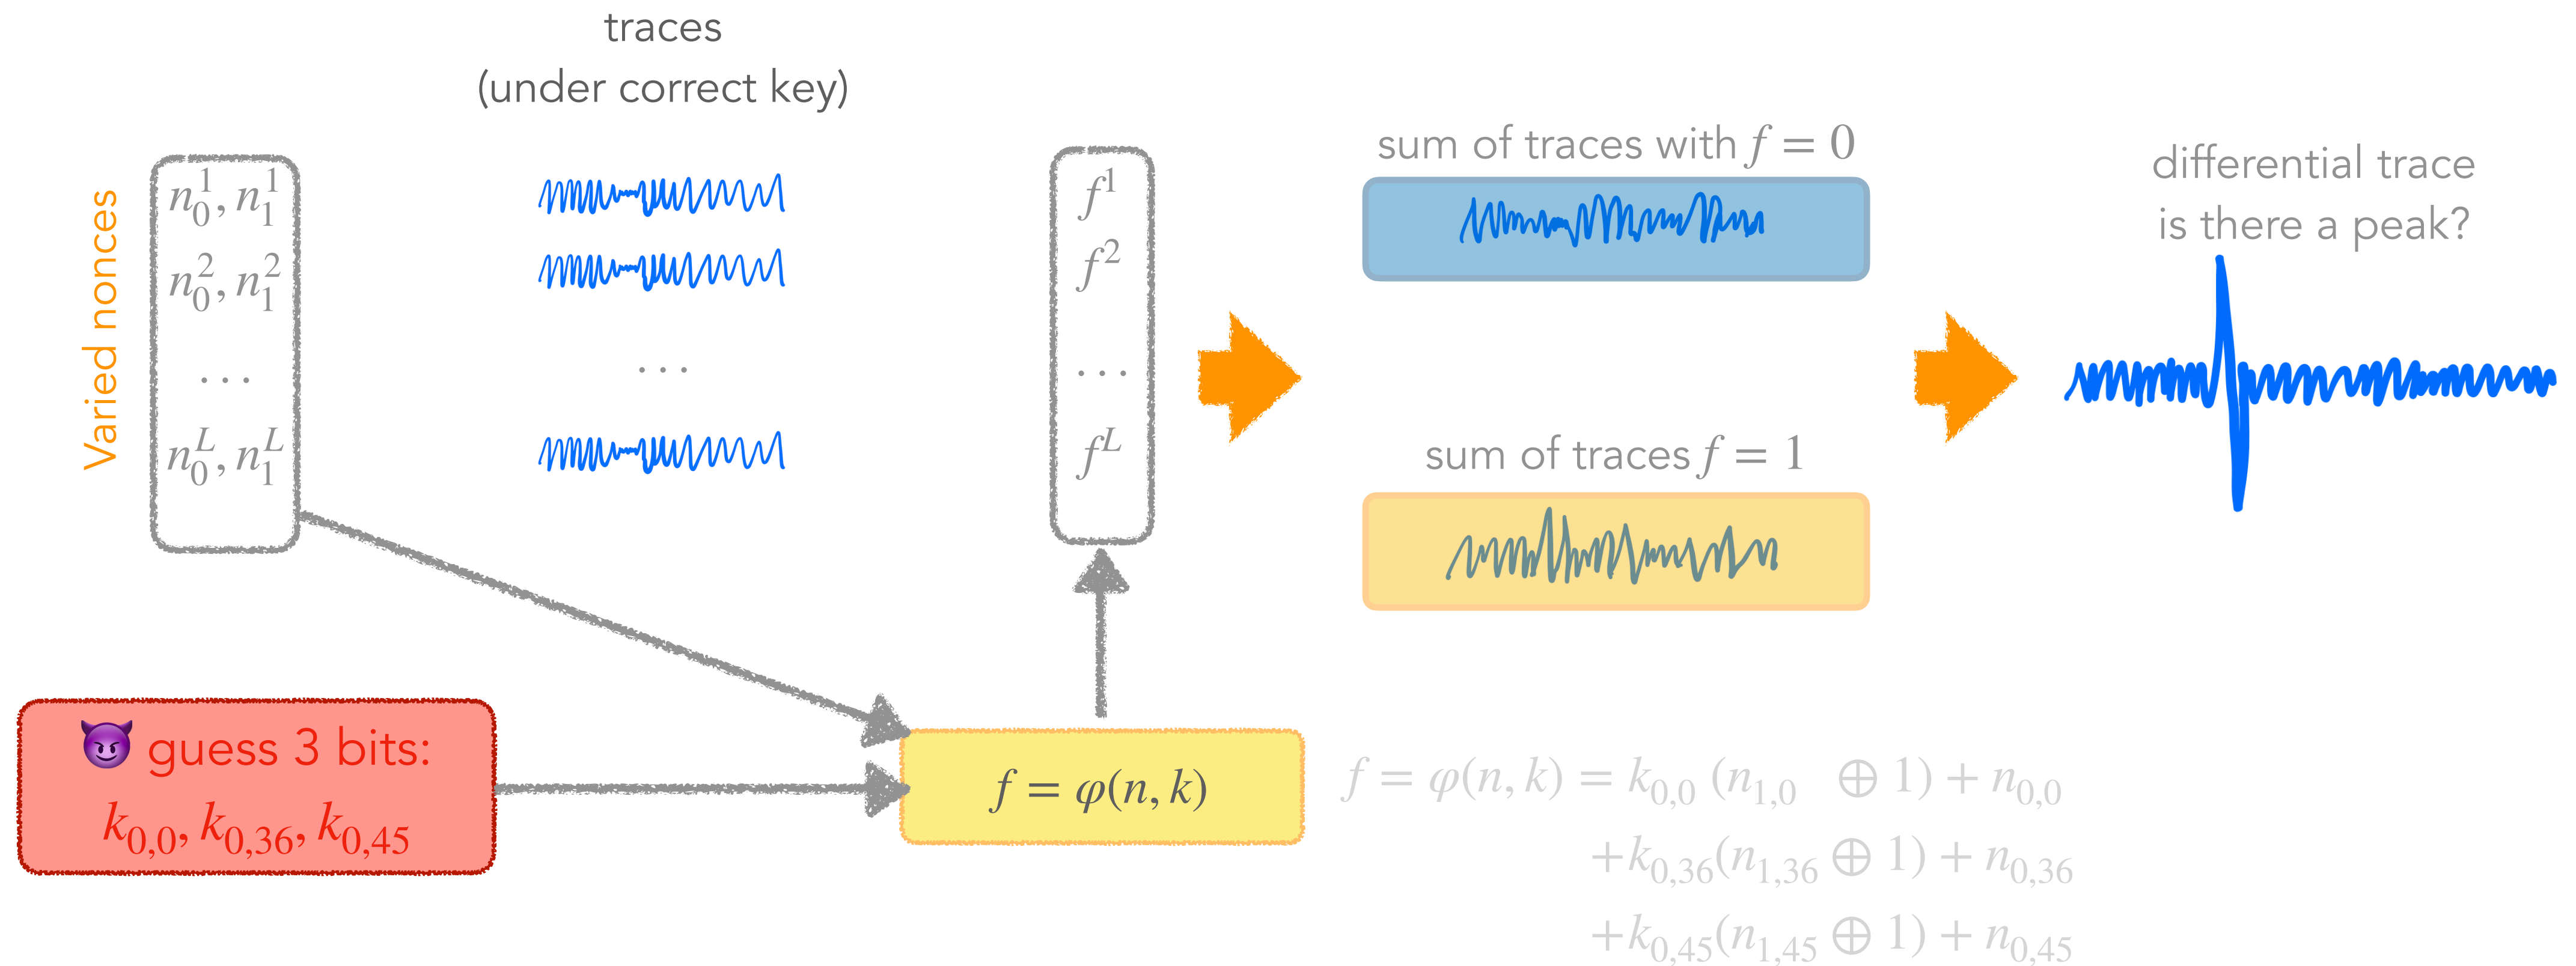 traces
(under correct key)
Varied nonces
n_0^1, n_1^1
n_0^2, n_1^2
...
n_0^L, n_1^L
...
f^1
f^2
...
f^L
sum of traces with f = 0
sum of traces f = 1
differential trace
is there a peak?
😈 guess 3 bits:
k_{0,0}, k_{0,36}, k_{0,45}
f = φ(n, k)
f = φ(n, k) = k_{0,0} (n_{1,0} ⊕ 1) + n_{0,0}
+k_{0,36}(n_{1,36} ⊕ 1) + n_{0,36}
+k_{0,45}(n_{1,45} ⊕ 1) + n_{0,45}